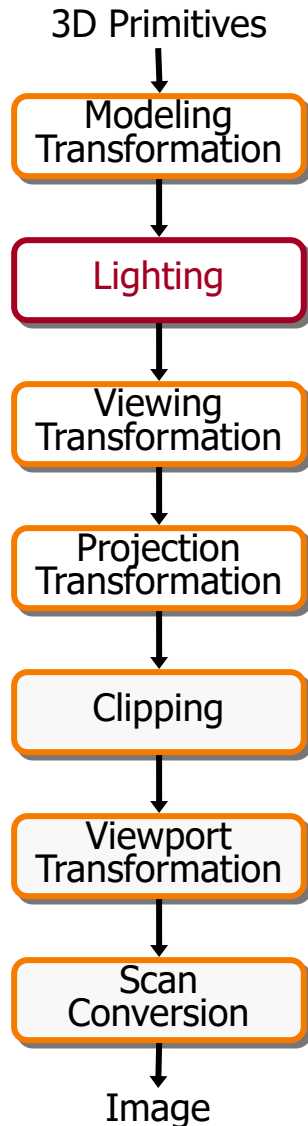 3D Primitives
Modeling
Transformation
Lighting
Viewing
Transformation
Projection
Transformation
Clipping
Viewport
Transformation
Scan
Conversion
Image